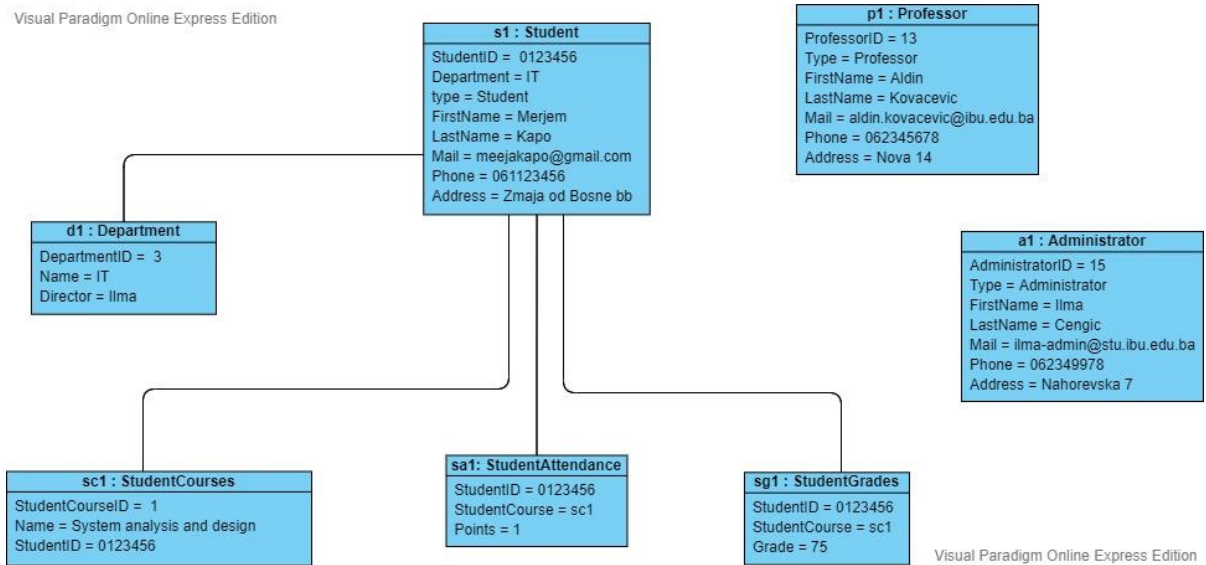 Visual Paradigm Online Express Edition
s1 : Student
StudentID = 0123456
Department = IT
type = Student
FirstName = Merjem
LastName = Kapo
Mail = meejakapo@gmail.com
Phone = 061123456
Address = Zmaja od Bosne bb
p1 : Professor
ProfessorID = 13
Type = Professor
FirstName = Aldin
LastName = Kovacevic
Mail = aldin.kovacevic@ibu.edu.ba
Phone = 062345678
Address = Nova 14
d1 : Department
DepartmentID = 3
Name = IT
Director = Ilma
a1 : Administrator
AdministratorID = 15
Type = Administrator
FirstName = Ilma
LastName = Cengic
Mail = ilma-admin@stu.ibu.edu.ba
Phone = 062349978
Address = Nahorevska 7
sc1 : StudentCourses
StudentCourseID = 1
Name = System analysis and design
StudentID = 0123456
sa1: StudentAttendance
StudentID = 0123456
StudentCourse = sc1
Points = 1
sg1 : StudentGrades
StudentID = 0123456
StudentCourse = sc1
Grade = 75
Visual Paradigm Online Express Edition